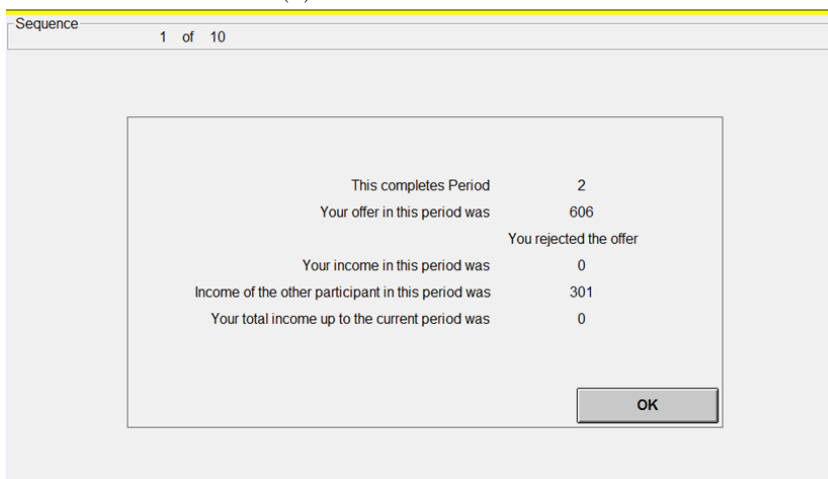 Sequence
1 of 10
This completes Period 2
Your offer in this period was 606
You rejected the offer
Your income in this period was 0
Income of the other participant in this period was 301
Your total income up to the current period was 0
OK